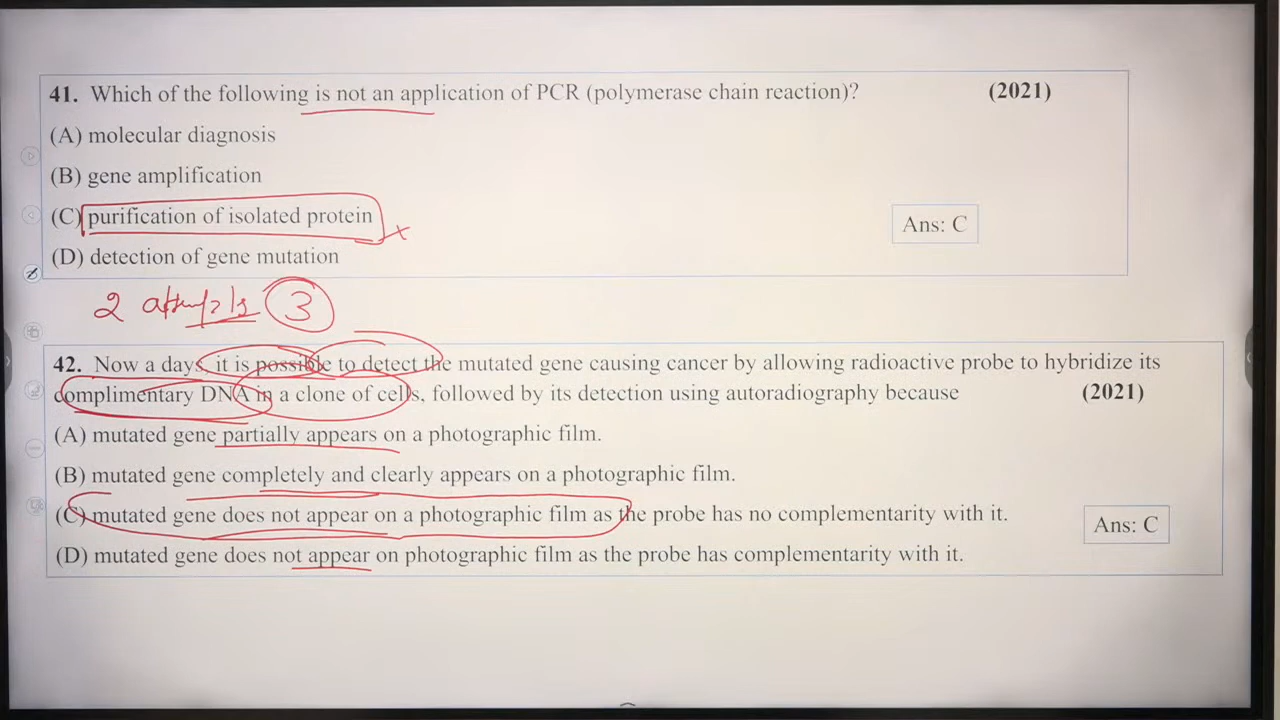 41. Which of the following is not an application of PCR (polymerase chain reaction)? (2021)
(A) molecular diagnosis
(B) gene amplification
(C) purification of isolated protein
Ans: C
(D) detection of gene mutation
2 attempts 3
42. Now a days, it is possible to detect the mutated gene causing cancer by allowing radioactive probe to hybridize its
complimentary DNA in a clone of cells, followed by its detection using autoradiography because (2021)
(A) mutated gene partially appears on a photographic film.
(B) mutated gene completely and clearly appears on a photographic film.
(C) mutated gene does not appear on a photographic film as the probe has no complementarity with it.
Ans: C
(D) mutated gene does not appear on photographic film as the probe has complementarity with it.